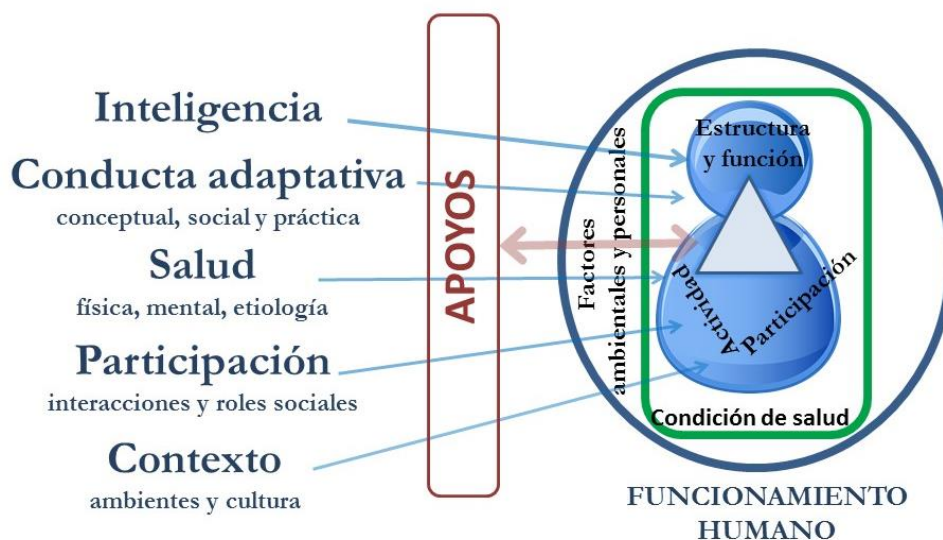 Inteligencia
Conducta adaptativa
conceptual, social y práctica
Salud
física, mental, etiología
Participación
interacciones y roles sociales
Contexto
ambientes y cultura
APOYOS
Factores
ambientales y personales
Estructura
y función
Actividad
Participación
Condición de salud
FUNCIONAMIENTO
HUMANO